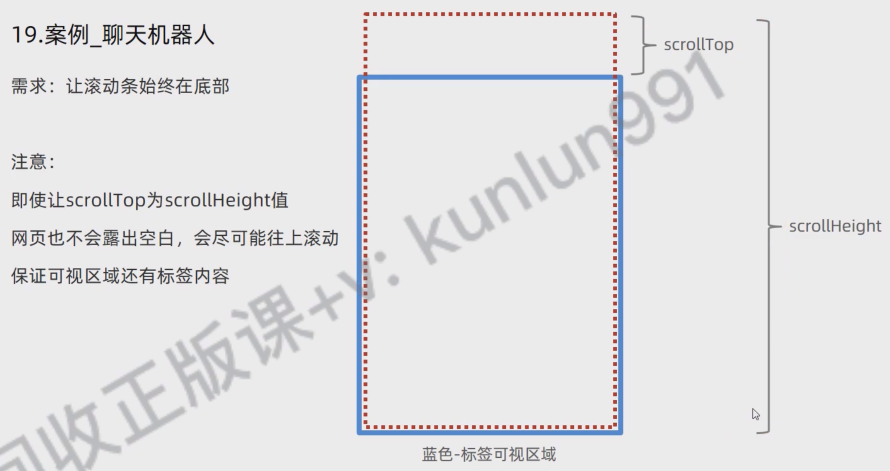 19.案例_聊天机器人
需求：让滚动条始终在底部
注意：
即使让scrollTop为scrollHeight值
网页也不会露出空白，会尽可能往上滚动
保证可视区域还有标签内容
scrollTop
scrollHeight
蓝色-标签可视区域
回收正版课+v: kunlun991